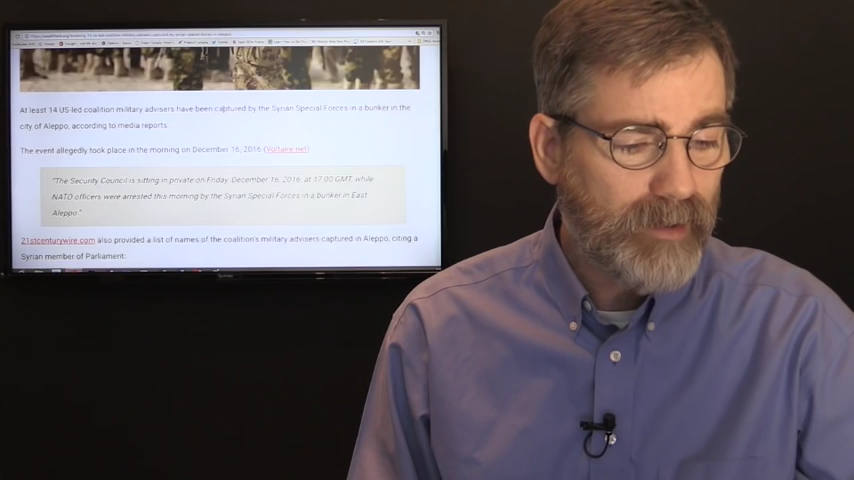 At least 14 US-led coalition military advisers have been captured by the Syrian Special Forces in a bunker in the
city of Aleppo, according to media reports.
The event allegedly took place in the morning on December 16, 2016 (Voltaire.net)
"The Security Council is sitting in private on Friday, December 16, 2016, at 17:00 GMT, while
NATO officers were arrested this morning by the Syrian Special Forces in a bunker in East
Aleppo."
21stcenturywire.com also provided a list of names of the coalition's military advisers captured in Aleppo, citing a
Syrian member of Parliament: